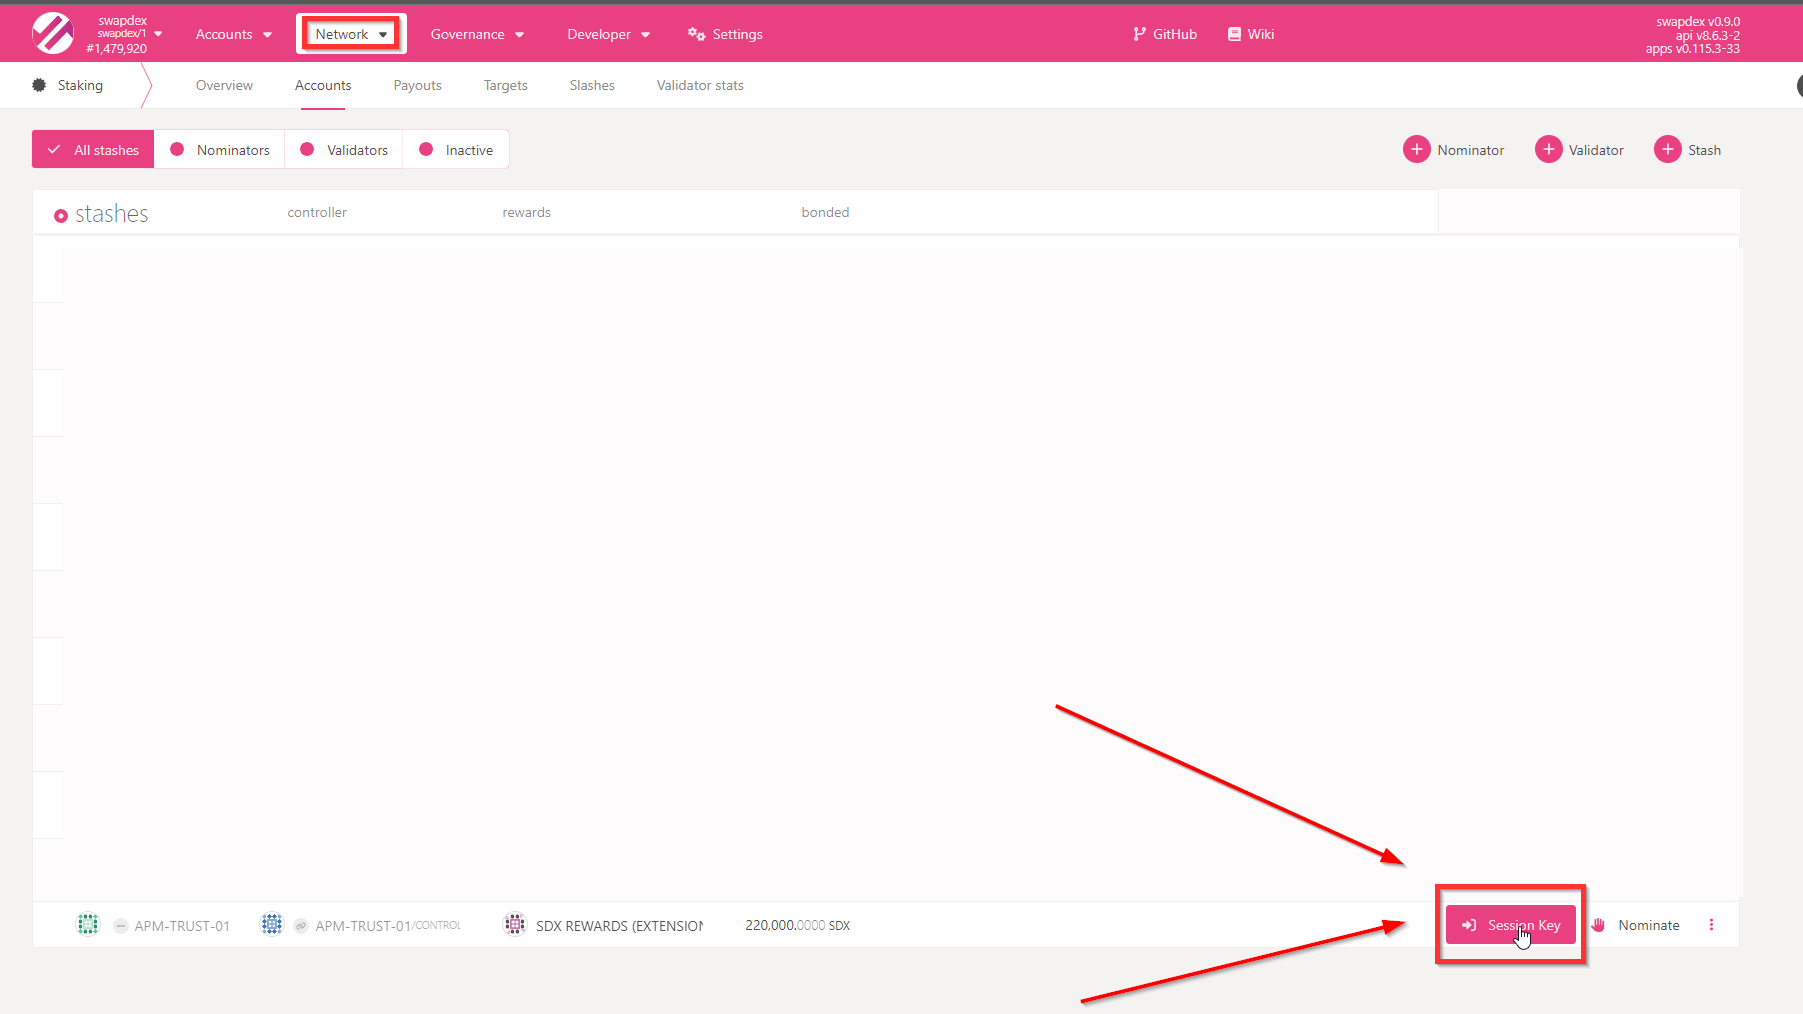 swapdex
swapdex/1
#1,479,920
Accounts
Network
Governance
Developer
Settings
GitHub
Wiki
swapdex v0.9.0
api v8.6.3-2
apps v0.115.3-33
Staking
Overview
Accounts
Payouts
Targets
Slashes
Validator stats
All stashes
Nominators
Validators
Inactive
Nominator
Validator
Stash
stashes
controller
rewards
bonded
APM-TRUST-01
APM-TRUST-01/CONTROL
SDX REWARDS (EXTENSION
220,000.0000 SDX
Session Key
Nominate